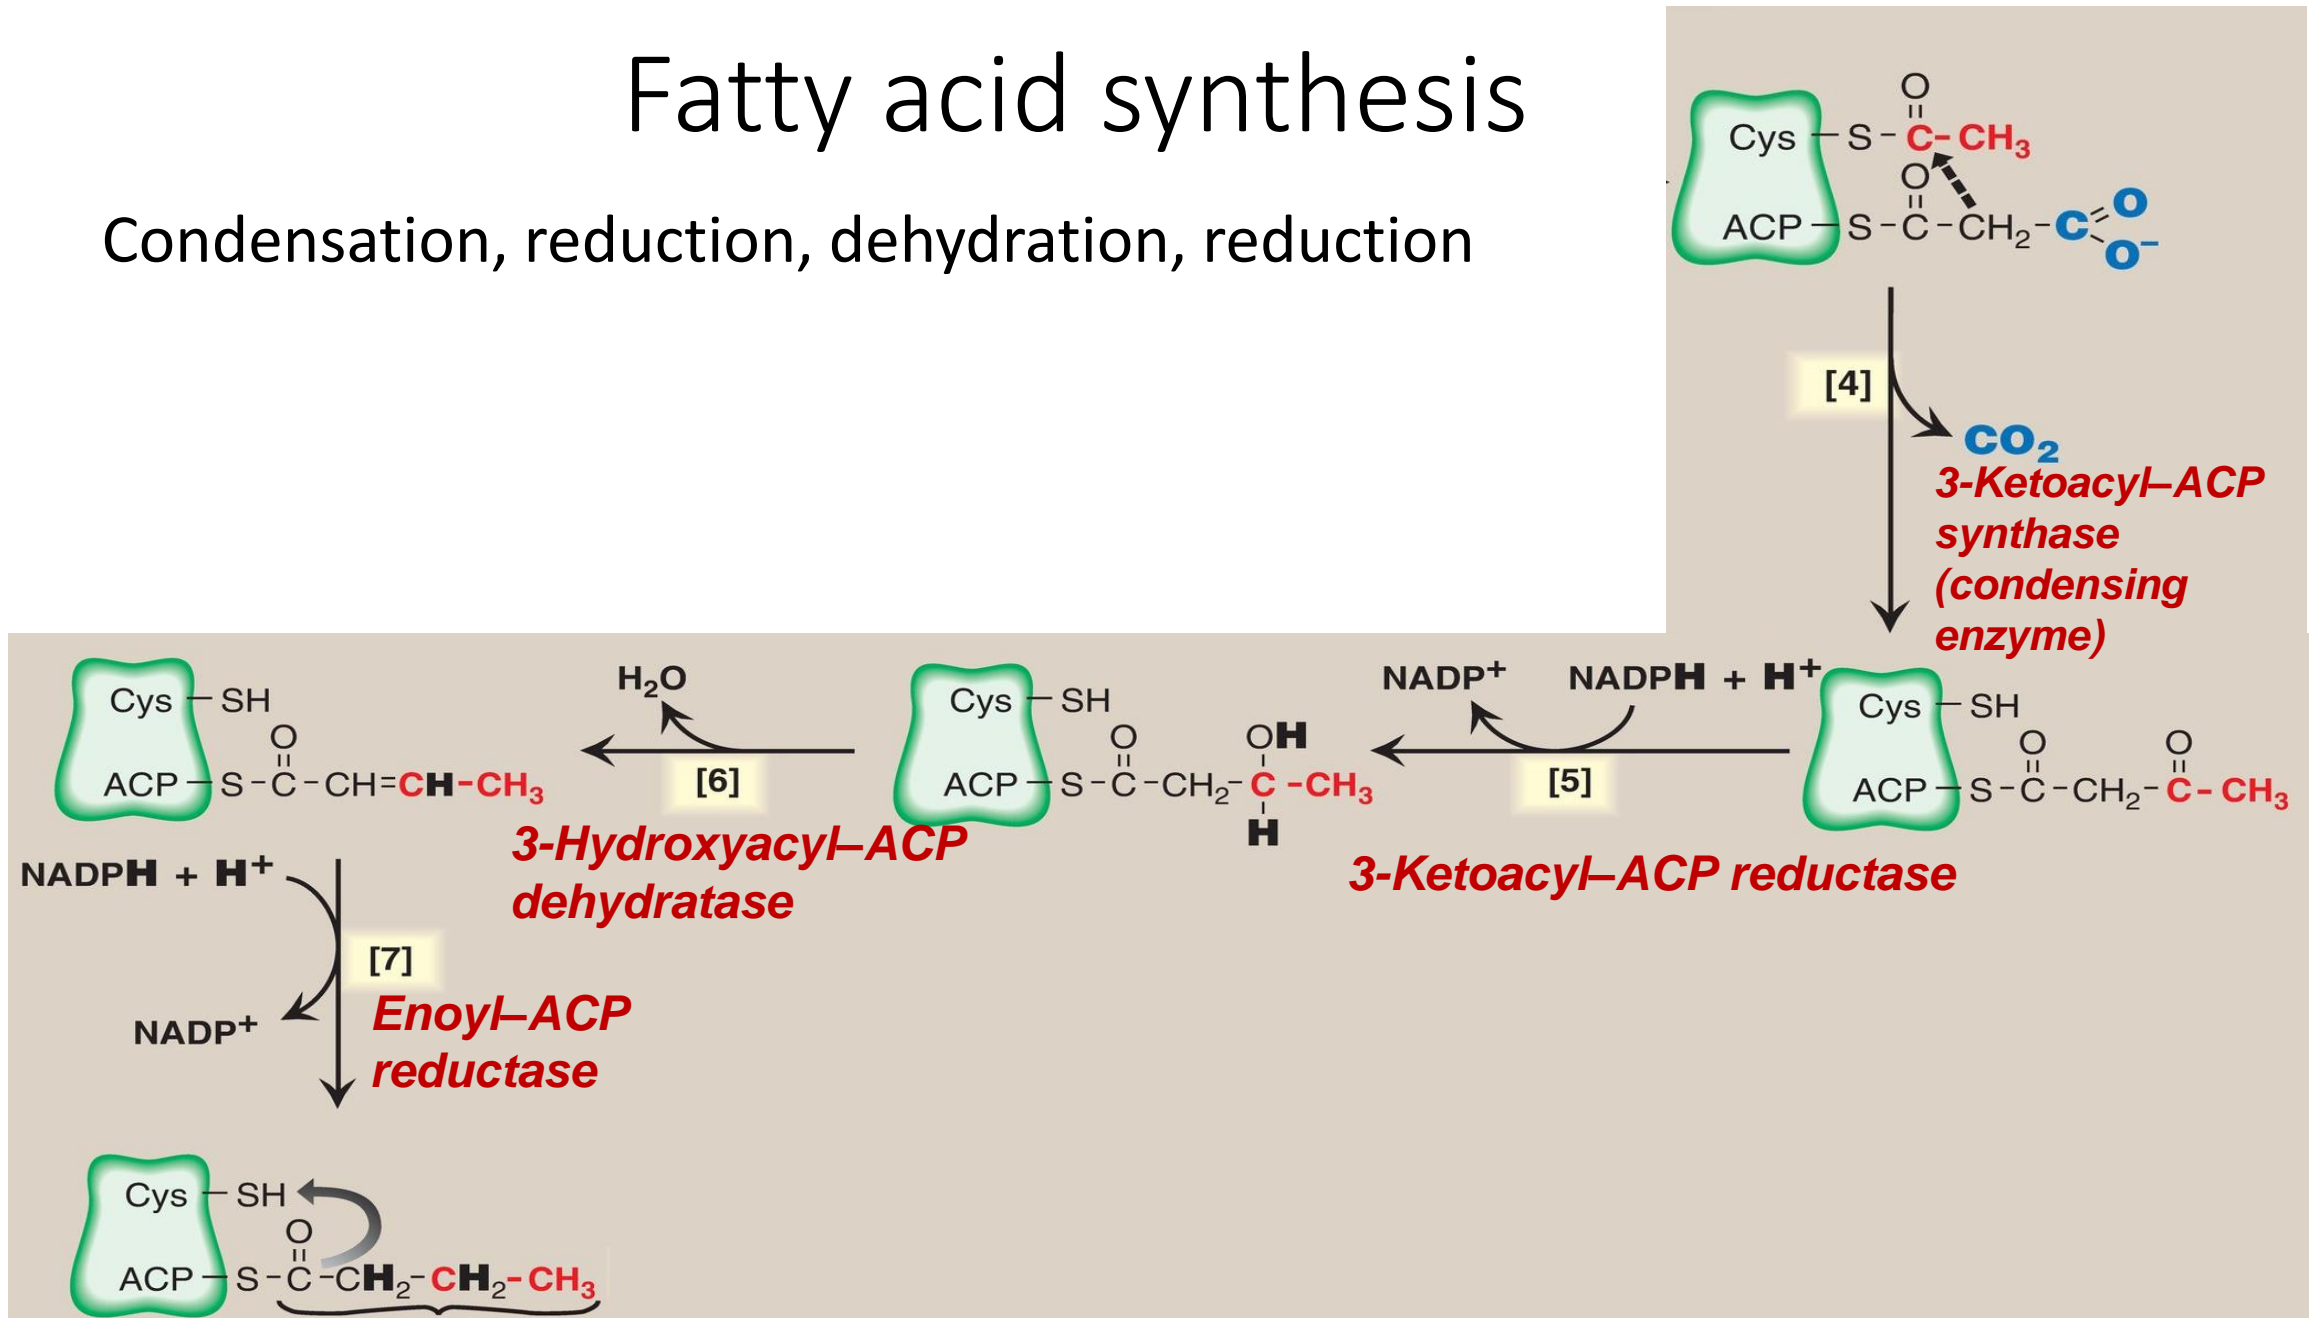 Fatty acid synthesis
Condensation, reduction, dehydration, reduction
O
Cys – S – C – CH₃
O
ACP – S – C – CH₂ – C
O
O⁻
[4]
CO₂
3-Ketoacyl–ACP
synthase
(condensing
enzyme)
Cys – SH
O O
ACP – S – C – CH₂ – C – CH₃
NADP⁺ NADPH + H⁺
[5]
3-Ketoacyl–ACP reductase
Cys – SH
O OH
ACP – S – C – CH₂ – C – CH₃
H
H₂O
[6]
3-Hydroxyacyl–ACP
dehydratase
Cys – SH
O
ACP – S – C – CH=CH–CH₃
NADPH + H⁺
[7]
NADP⁺
Enoyl–ACP
reductase
Cys – SH
O
ACP – S – C – CH₂ – CH₂ – CH₃